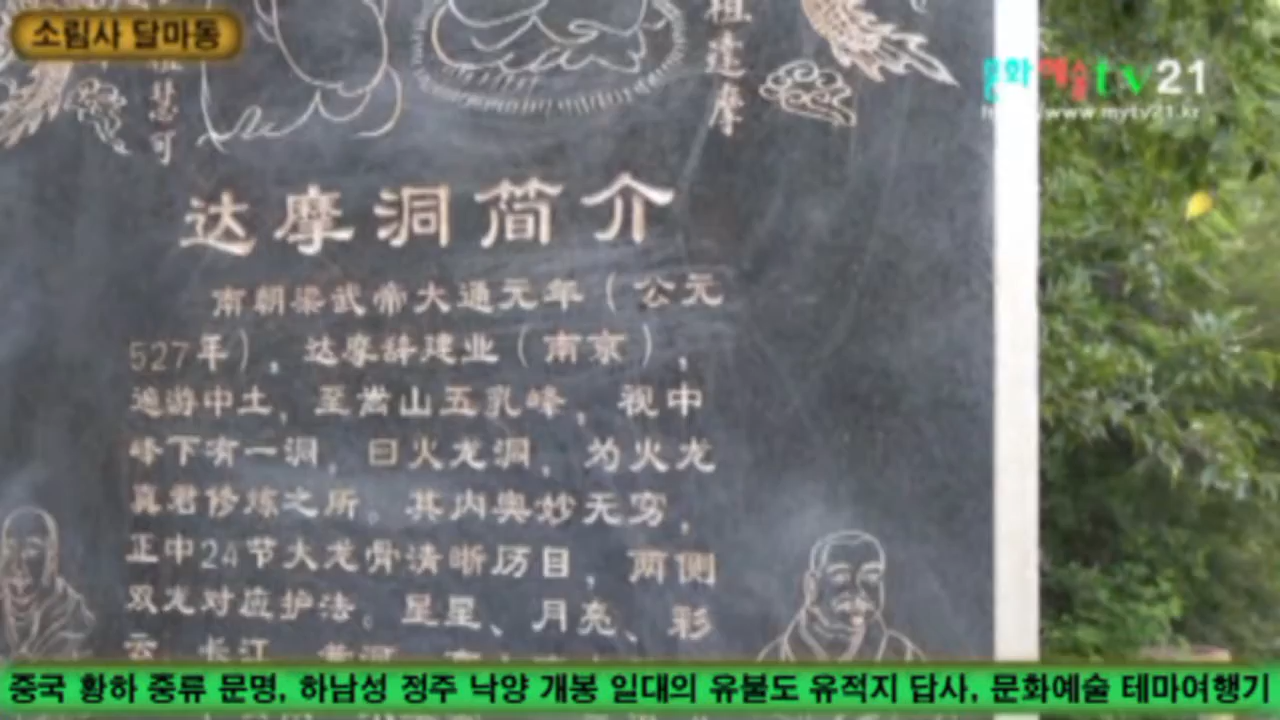 소림사 달마동
문화예술tv21
http://www.mytv21.kr
祖達摩
慧可
达摩洞简介
南朝梁武帝大通元年（公元
527年），达摩辞建业（南京），
遍游中土，至嵩山五乳峰，视中
峰下有一洞，曰火龙洞，为火龙
真君修炼之所。其内奥妙无穷，
正中24节大龙骨清晰历目，两侧
双龙对应护法。星星、月亮、彩
云、长江、黄河
중국 황하 중류 문명, 하남성 정주 낙양 개봉 일대의 유불도 유적지 답사, 문화예술 테마여행기